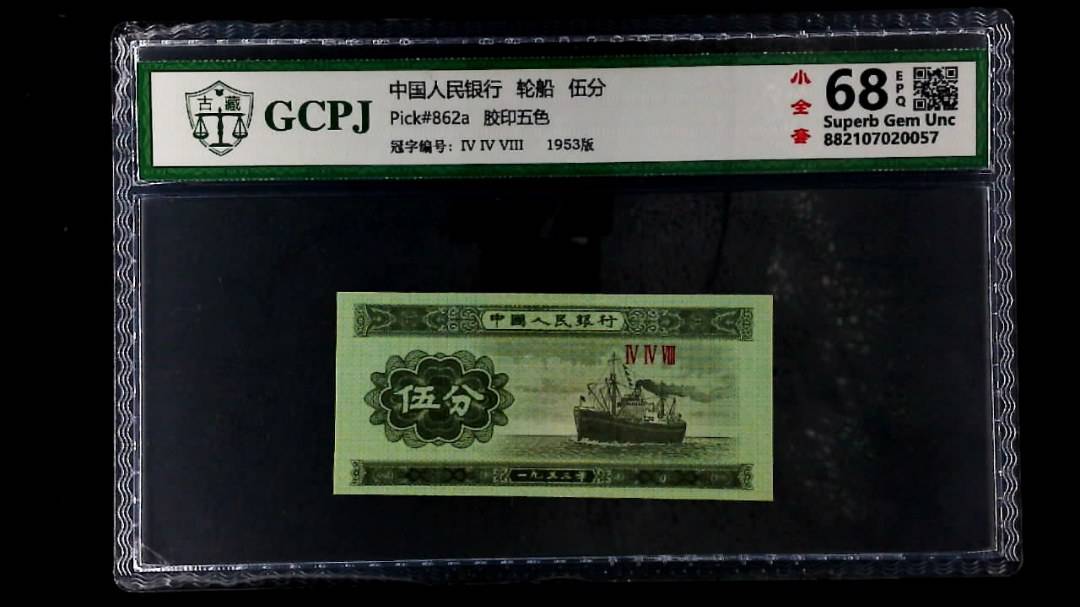 古 藏
GCPJ
中国人民银行 轮船 伍分
Pick#862a 胶印五色
冠字编号: IV IV VIII 1953版
小全套
68 EPQ
Superb Gem Unc
882107020057
中國人民銀行
IV IV VIII
伍分
一九五三年